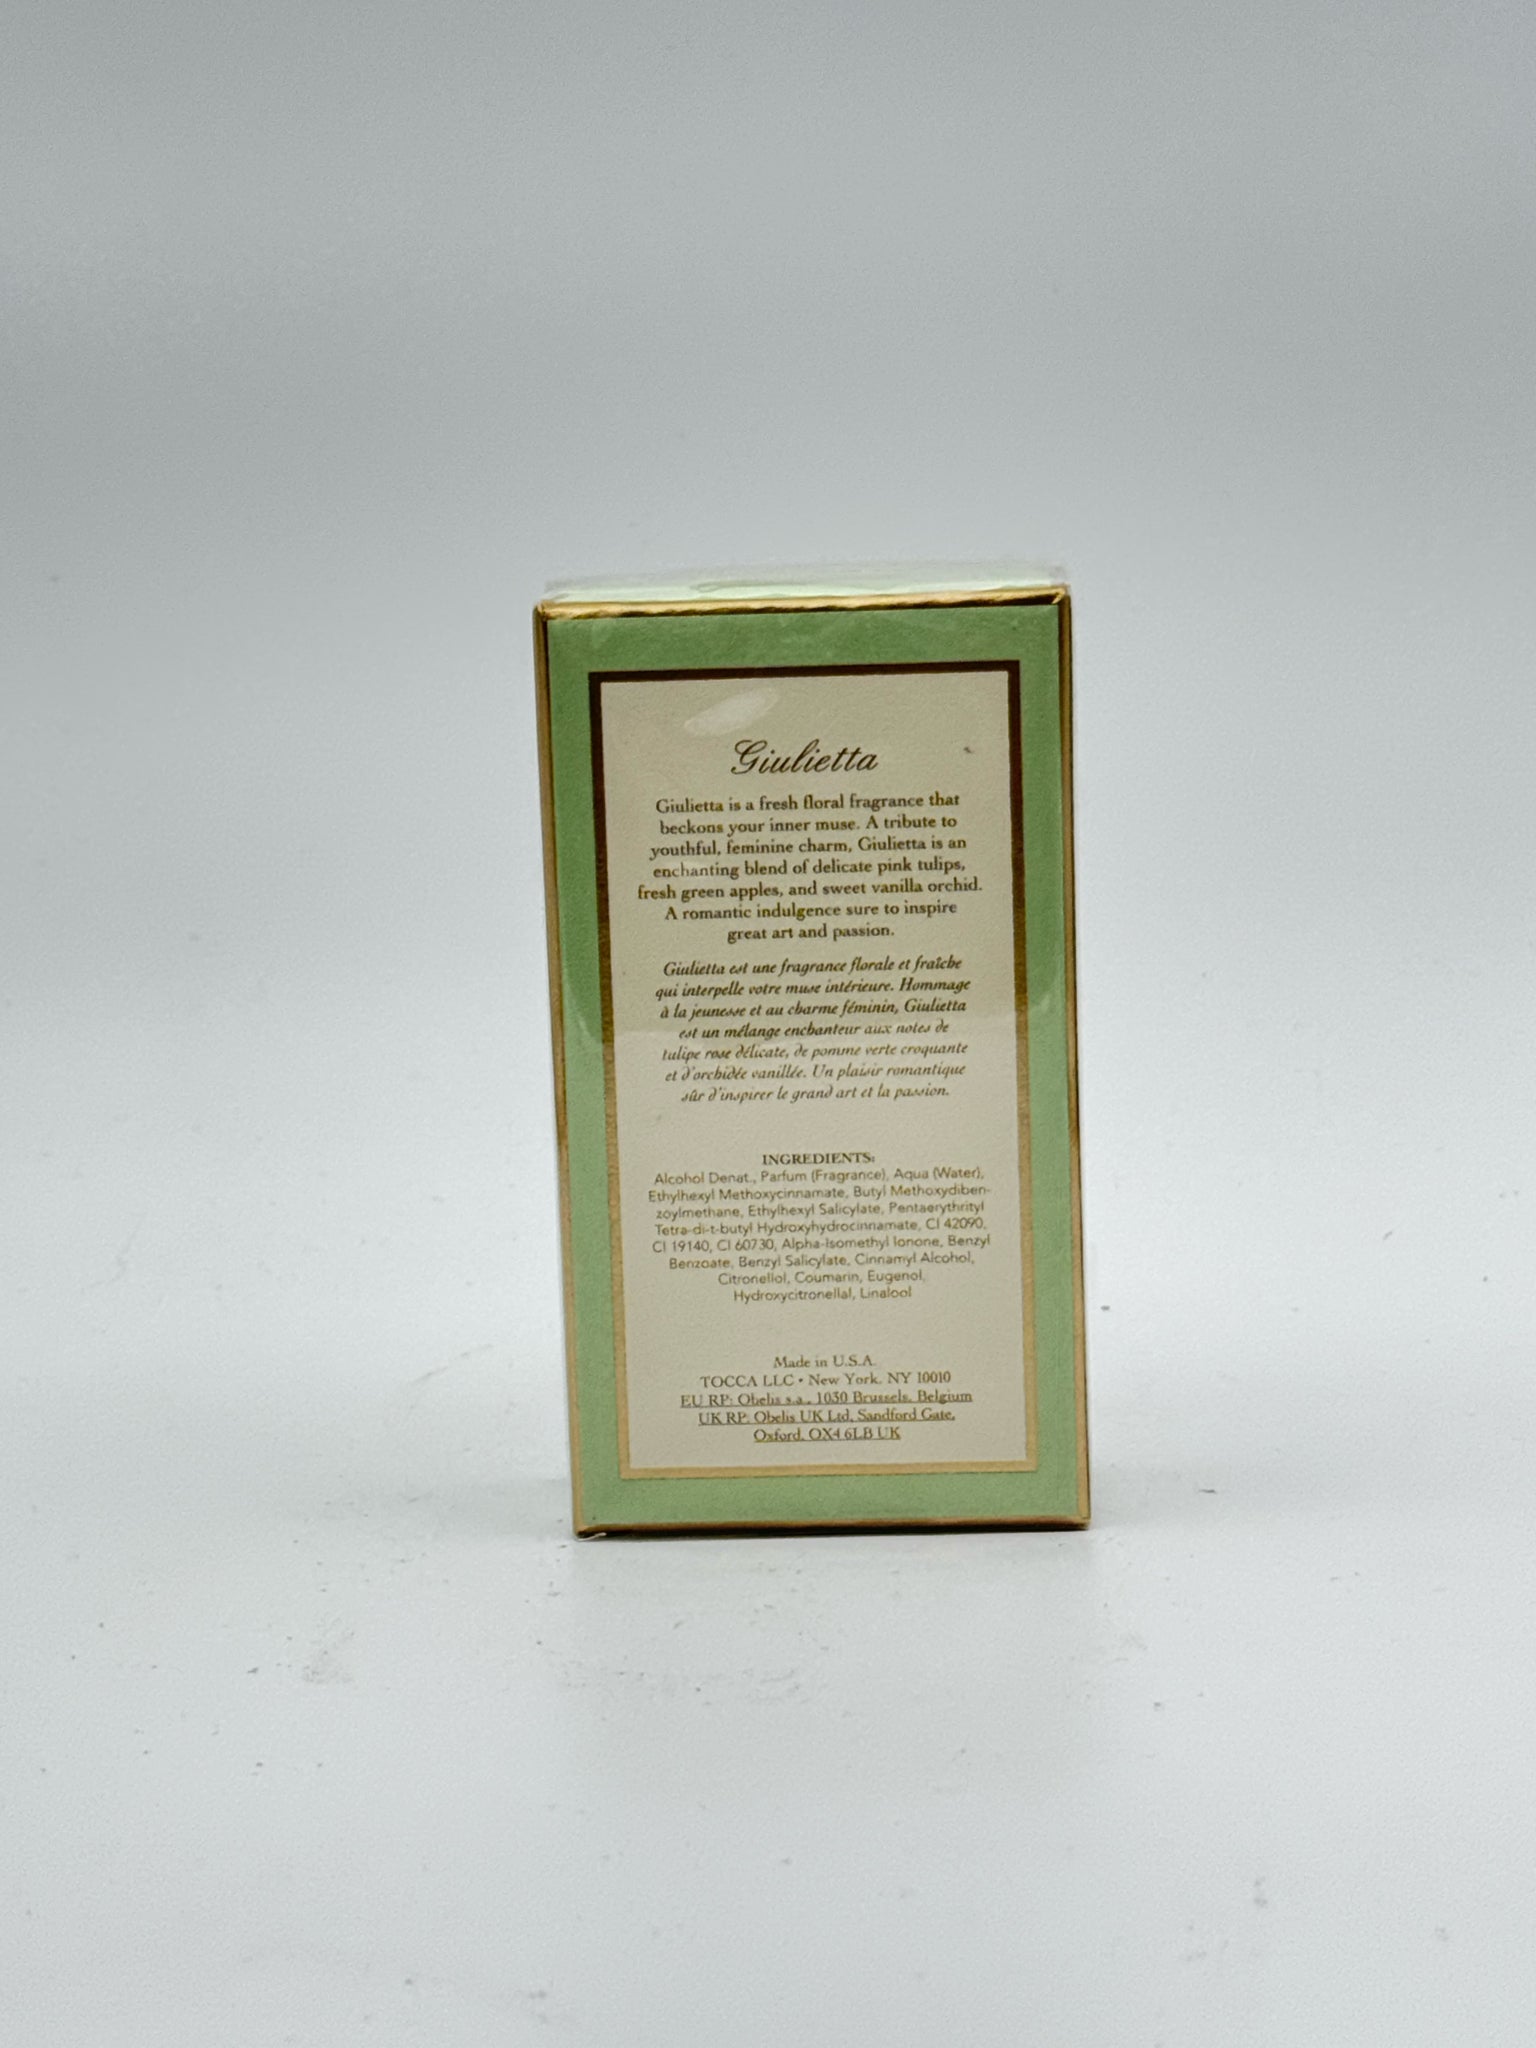 Giulietta
Giulietta is a fresh floral fragrance that
beckons your inner muse. A tribute to
youthful, feminine charm, Giulietta is an
enchanting blend of delicate pink tulips,
fresh green apples, and sweet vanilla orchid.
A romantic indulgence sure to inspire
great art and passion.
Giulietta est une fragrance florale et fraîche
qui interpelle votre muse intérieure. Hommage
à la jeunesse et au charme féminin, Giulietta
est un mélange enchanteur aux notes de
tulipe rose délicate, de pomme verte croquante
et d'orchidée vanillée. Un plaisir romantique
sûr d'inspirer le grand art et la passion.
INGREDIENTS:
Alcohol Denat., Parfum (Fragrance), Aqua (Water),
Ethylhexyl Methoxycinnamate, Butyl Methoxydiben-
zoylmethane, Ethylhexyl Salicylate, Pentaerythrityl
Tetra-di-t-butyl Hydroxyhydrocinnamate, CI 42090,
CI 19140, CI 60730, Alpha-Isomethyl Ionone, Benzyl
Benzoate, Benzyl Salicylate, Cinnamyl Alcohol,
Citronellol, Coumarin, Eugenol,
Hydroxycitronellal, Linalool
Made in U.S.A.
TOCCA LLC • New York, NY 10010
EU RP: Obelis s.a., 1030 Brussels, Belgium
UK RP: Obelis UK Ltd, Sandford Gate,
Oxford, OX4 6LB UK